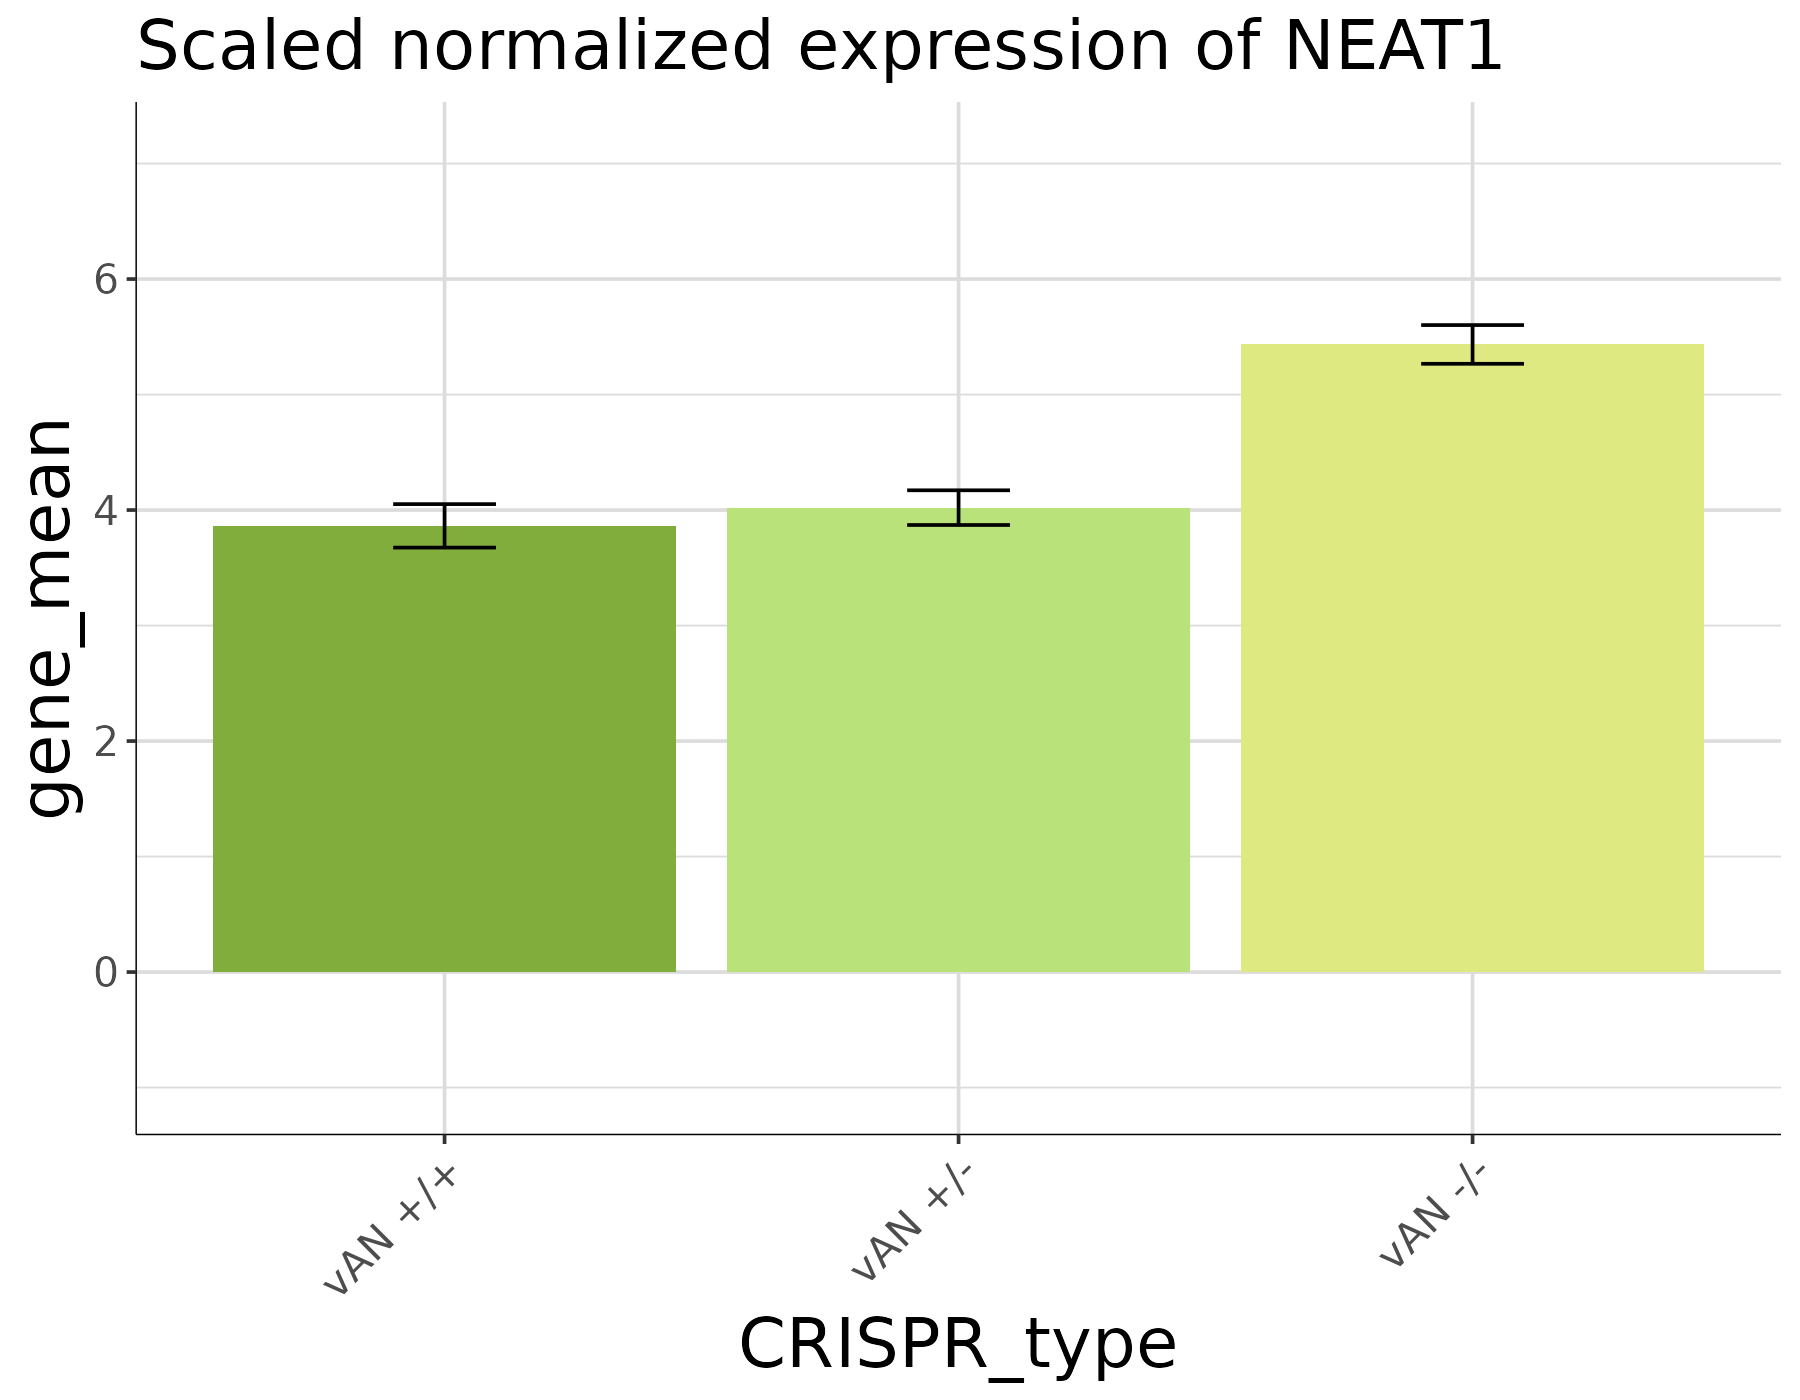 Scaled normalized expression of NEAT1
gene_mean
6
4
2
0
vAN +/+
vAN +/-
vAN -/-
CRISPR_type